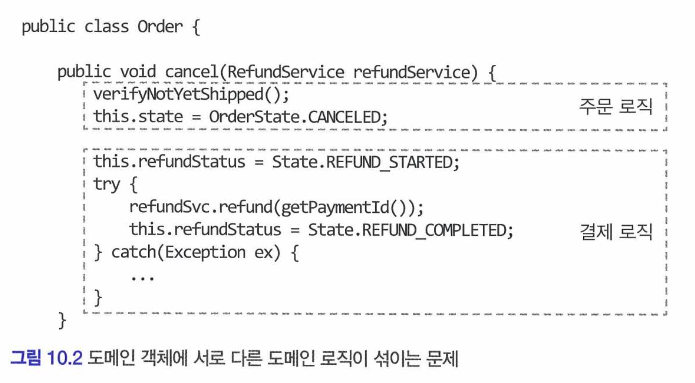 public class Order {
public void cancel(RefundService refundService) {
verifyNotYetShipped();
this.state = OrderState.CANCELED;
주문 로직
this.refundStatus = State.REFUND_STARTED;
try {
refundSvc.refund(getPaymentId());
this.refundStatus = State.REFUND_COMPLETED;
} catch(Exception ex) {
...
}
결제 로직
}
그림 10.2 도메인 객체에 서로 다른 도메인 로직이 섞이는 문제